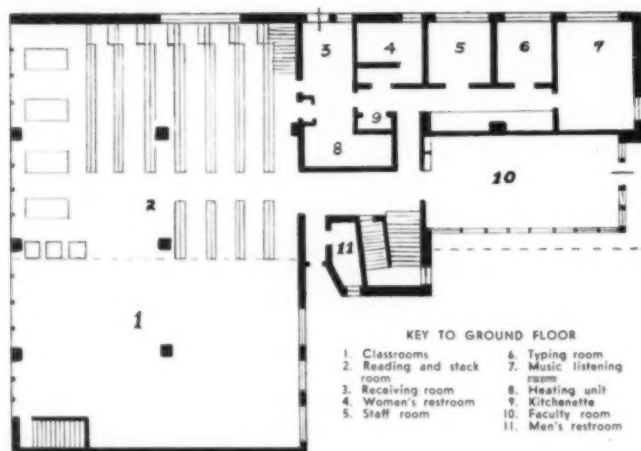 3
4
5
6
7
9
8
10
2
11
1
KEY TO GROUND FLOOR
1. Classrooms
2. Reading and stack room
3. Receiving room
4. Women's restroom
5. Staff room
6. Typing room
7. Music listening room
8. Heating unit
9. Kitchenette
10. Faculty room
11. Men's restroom